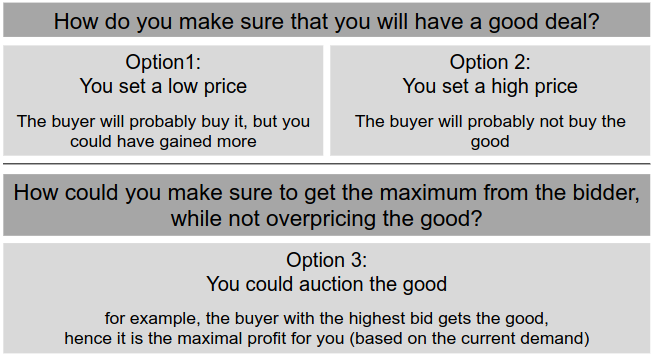 How do you make sure that you will have a good deal?
Option1:
You set a low price
The buyer will probably buy it, but you
could have gained more
Option 2:
You set a high price
The buyer will probably not buy the
good
How could you make sure to get the maximum from the bidder,
while not overpricing the good?
Option 3:
You could auction the good
for example, the buyer with the highest bid gets the good,
hence it is the maximal profit for you (based on the current demand)